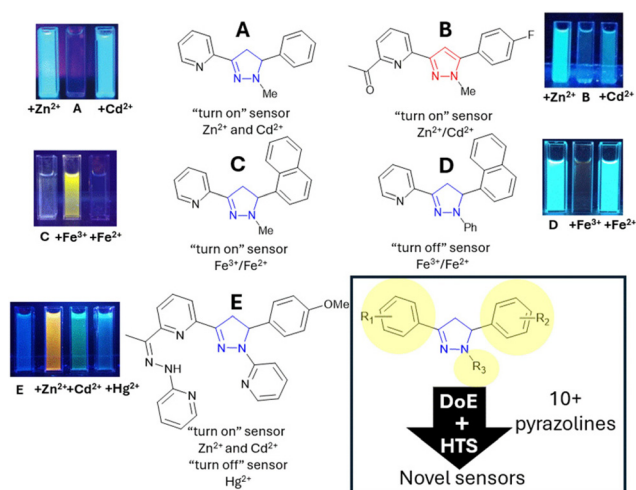 A
N
N
N
Me
"turn on" sensor
Zn²⁺ and Cd²⁺
+Zn²⁺ A +Cd²⁺
B
F
O
N
N
N
Me
"turn on" sensor
Zn²⁺/Cd²⁺
+Zn²⁺ B +Cd²⁺
C
N
N
N
Me
"turn on" sensor
Fe³⁺/Fe²⁺
C +Fe³⁺ +Fe²⁺
D
N
N
N
Ph
"turn off" sensor
Fe³⁺/Fe²⁺
D +Fe³⁺ +Fe²⁺
E
OMe
N
N
N
N
NH
N
N
"turn on" sensor
Zn²⁺ and Cd²⁺
"turn off" sensor
Hg²⁺
E +Zn²⁺ +Cd²⁺ +Hg²⁺
R₁
R₂
N
N
R₃
DoE
+
HTS
10+
pyrazolines
Novel sensors